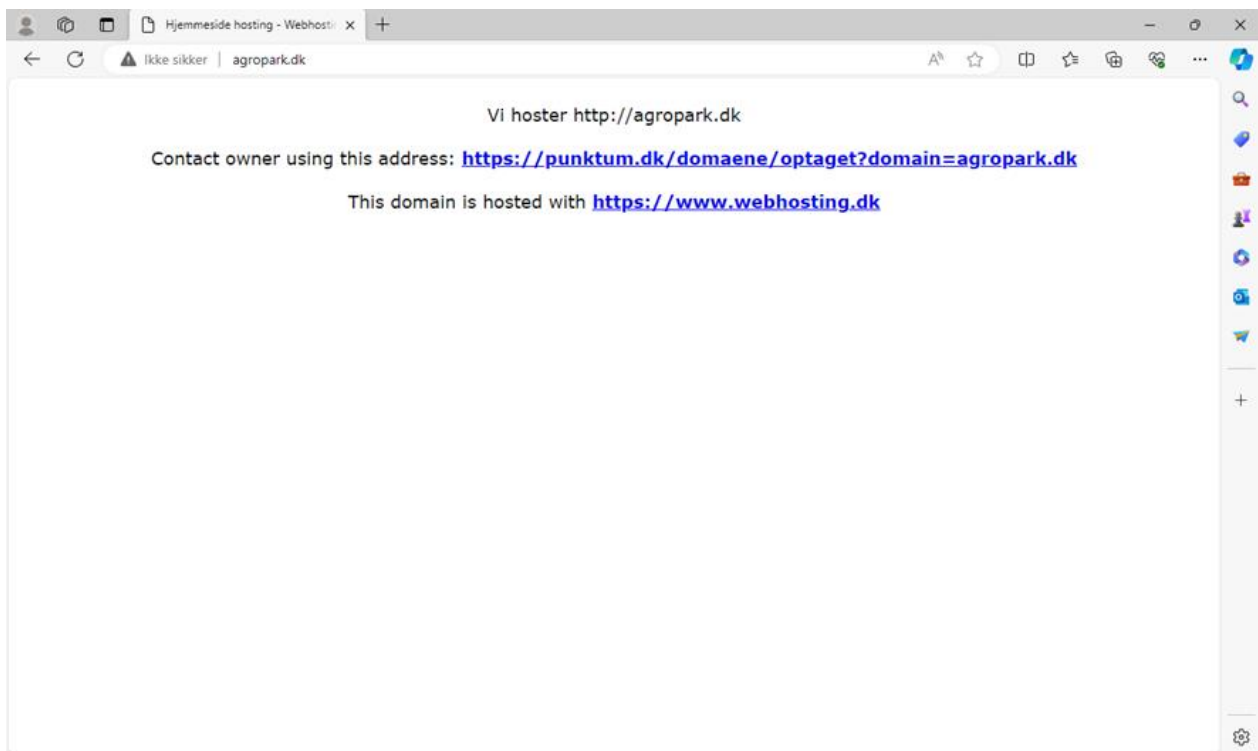 Hjemmeside hosting - Webhosti
Ikke sikker | agropark.dk
Vi hoster http://agropark.dk
Contact owner using this address: https://punktum.dk/domaene/optaget?domain=agropark.dk
This domain is hosted with https://www.webhosting.dk